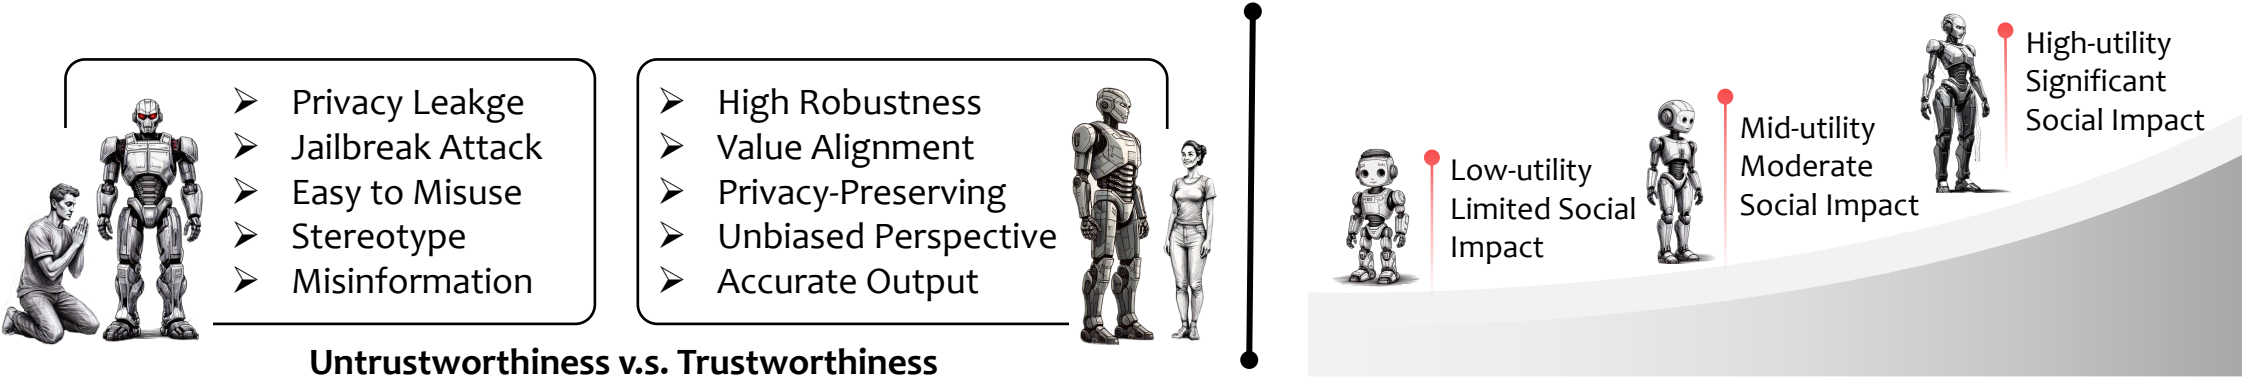 Privacy Leakge
Jailbreak Attack
Easy to Misuse
Stereotype
Misinformation
High Robustness
Value Alignment
Privacy-Preserving
Unbiased Perspective
Accurate Output
Untrustworthiness v.s. Trustworthiness
Low-utility
Limited Social
Impact
Mid-utility
Moderate
Social Impact
High-utility
Significant
Social Impact